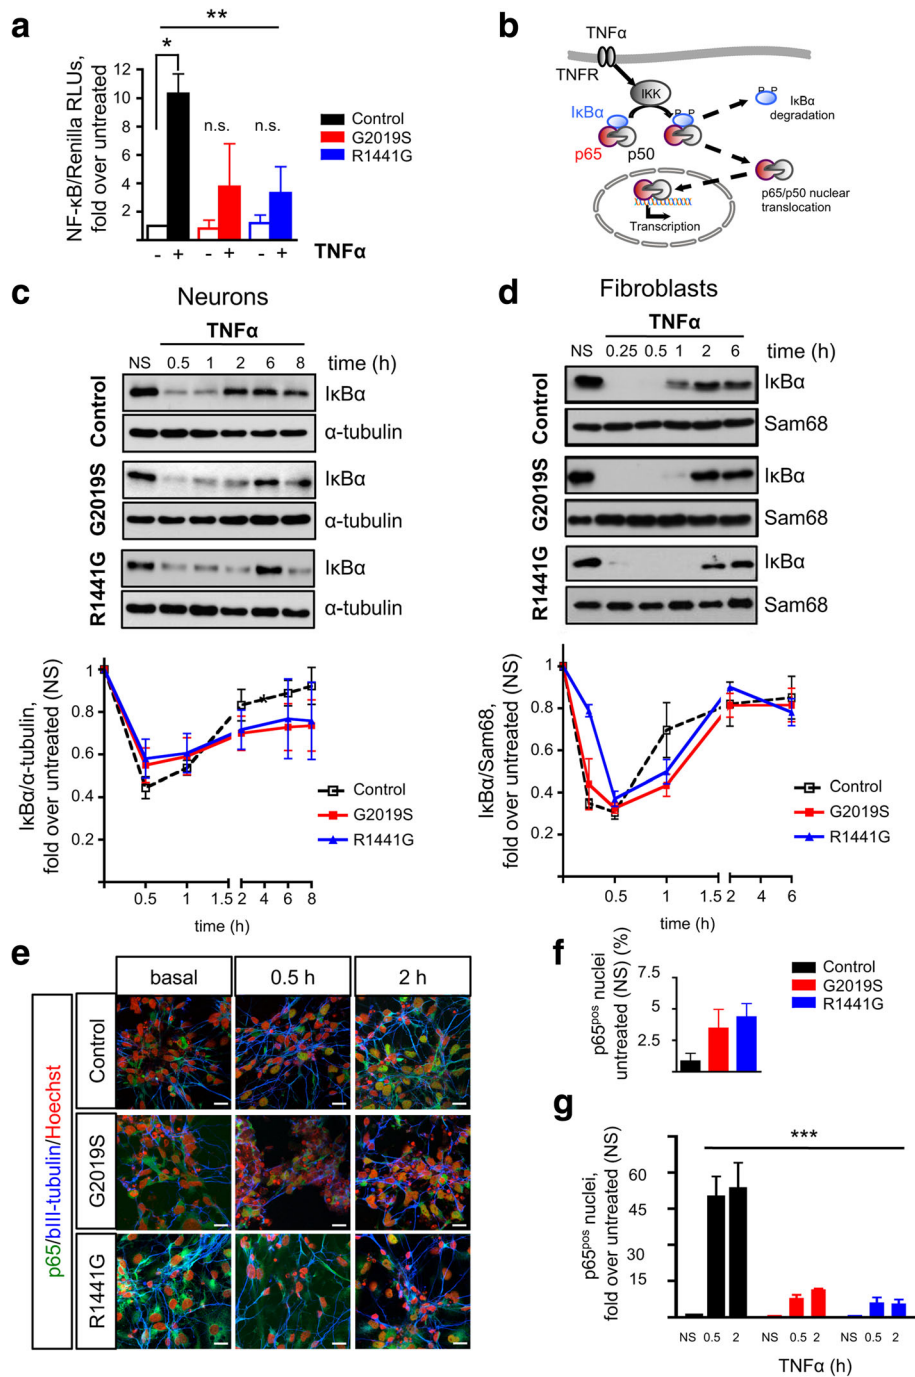 a
**
*
n.s.
n.s.
NF-κB/Renilla RLUs,
fold over untreated
12
10
8
6
4
2
- + - + - + TNFα
Control
G2019S
R1441G
b
TNFα
TNFR
IKK
IκBα
P P
P P
IκBα
degradation
p65 p50
p65/p50 nuclear
translocation
Transcription
c
Neurons
TNFα
NS 0.5 1 2 6 8 time (h)
Control
IκBα
α-tubulin
G2019S
IκBα
α-tubulin
R1441G
IκBα
α-tubulin
IκBα/α-tubulin,
fold over untreated (NS)
1
0.8
0.6
0.4
0.2
0.5 1 1.5 2 4 6 8
time (h)
Control
G2019S
R1441G
d
Fibroblasts
TNFα
NS 0.25 0.5 1 2 6 time (h)
Control
IκBα
Sam68
G2019S
IκBα
Sam68
R1441G
IκBα
Sam68
IκBα/Sam68,
fold over untreated (NS)
1
0.8
0.6
0.4
0.2
0.5 1 1.5 2 4 6
time (h)
Control
G2019S
R1441G
e
basal 0.5 h 2 h
p65/bIII-tubulin/Hoechst
Control
G2019S
R1441G
f
p65pos nuclei
untreated (NS) (%)
7.5
5
2.5
Control
G2019S
R1441G
g
***
p65pos nuclei,
fold over untreated (NS)
60
45
30
15
NS 0.5 2 NS 0.5 2 NS 0.5 2
TNFα (h)